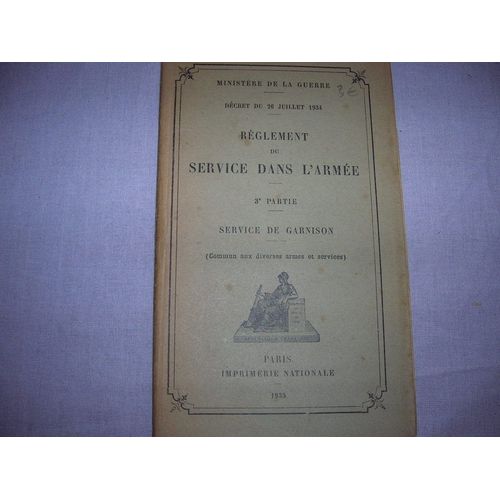 MINISTÈRE DE LA GUERRE
3€
DÉCRET DU 26 JUILLET 1934
RÈGLEMENT
DU
SERVICE DANS L'ARMÉE
3e PARTIE
SERVICE DE GARNISON
(Commun aux diverses armes et services)
PARIS
IMPRIMERIE NATIONALE
1935